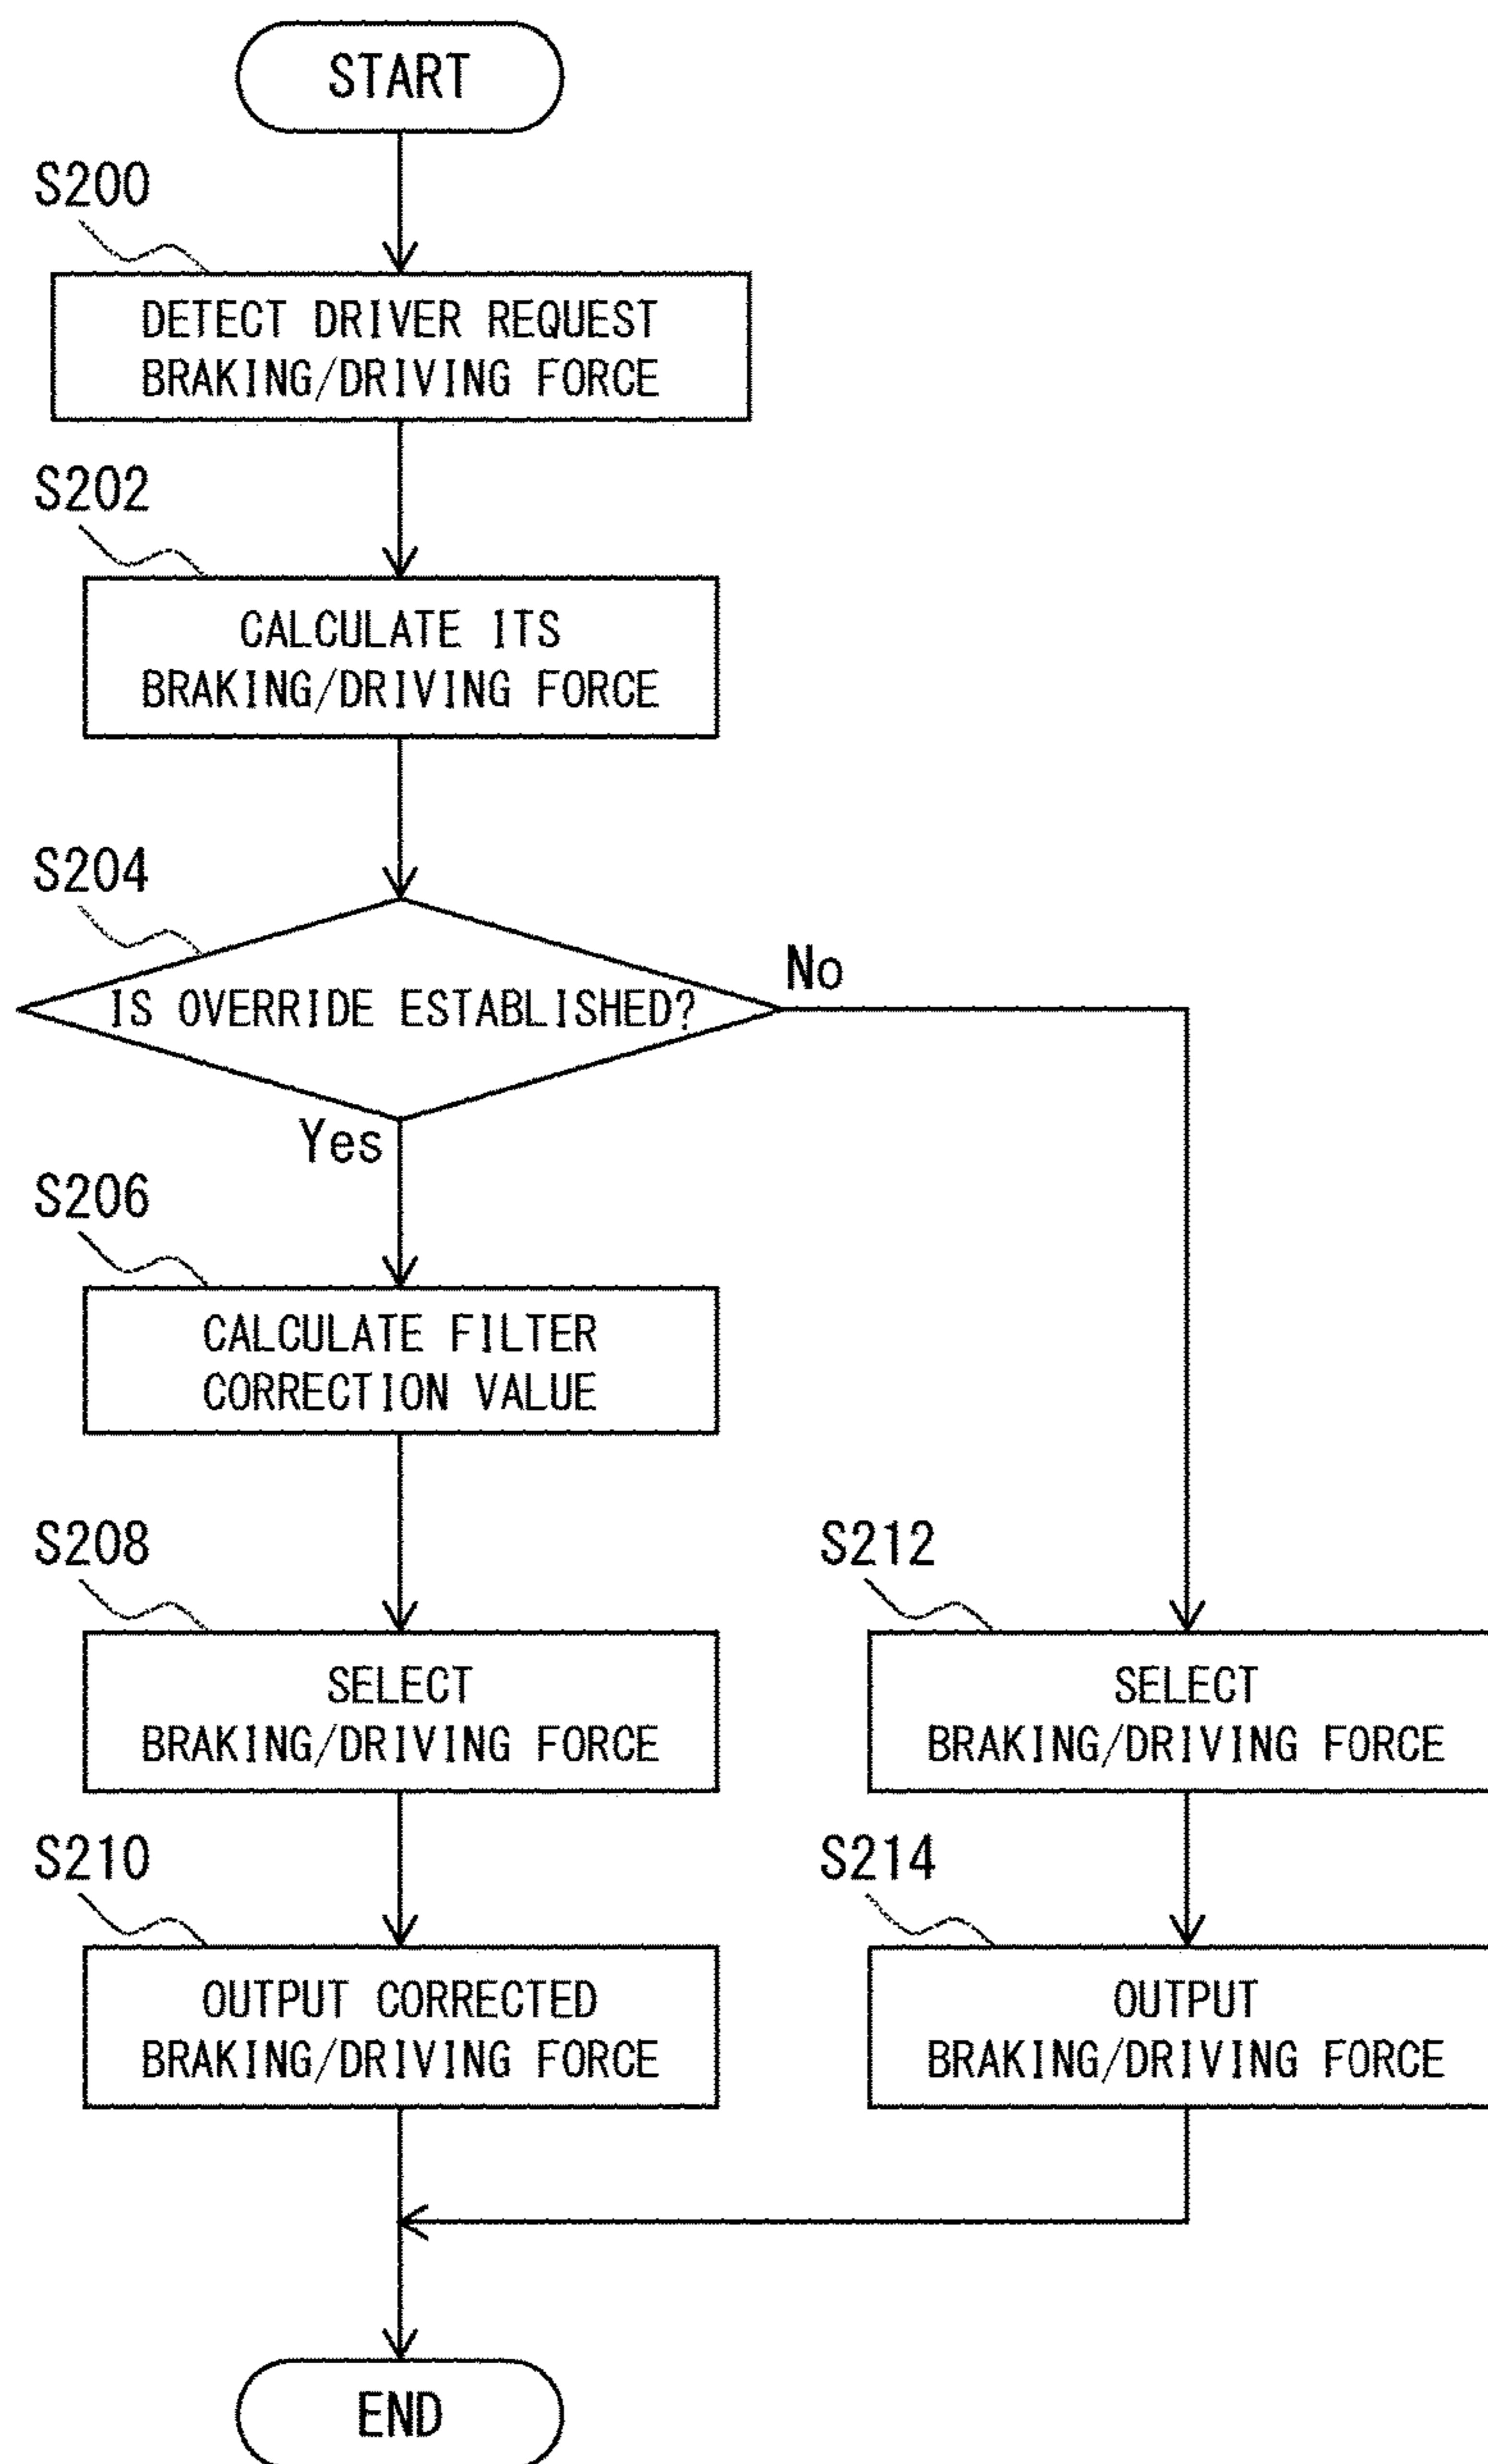 START
S200
DETECT DRIVER REQUEST
BRAKING/DRIVING FORCE
S202
CALCULATE ITS
BRAKING/DRIVING FORCE
S204
IS OVERRIDE ESTABLISHED?
No
Yes
S206
CALCULATE FILTER
CORRECTION VALUE
S208
SELECT
BRAKING/DRIVING FORCE
S212
SELECT
BRAKING/DRIVING FORCE
S210
OUTPUT CORRECTED
BRAKING/DRIVING FORCE
S214
OUTPUT
BRAKING/DRIVING FORCE
END